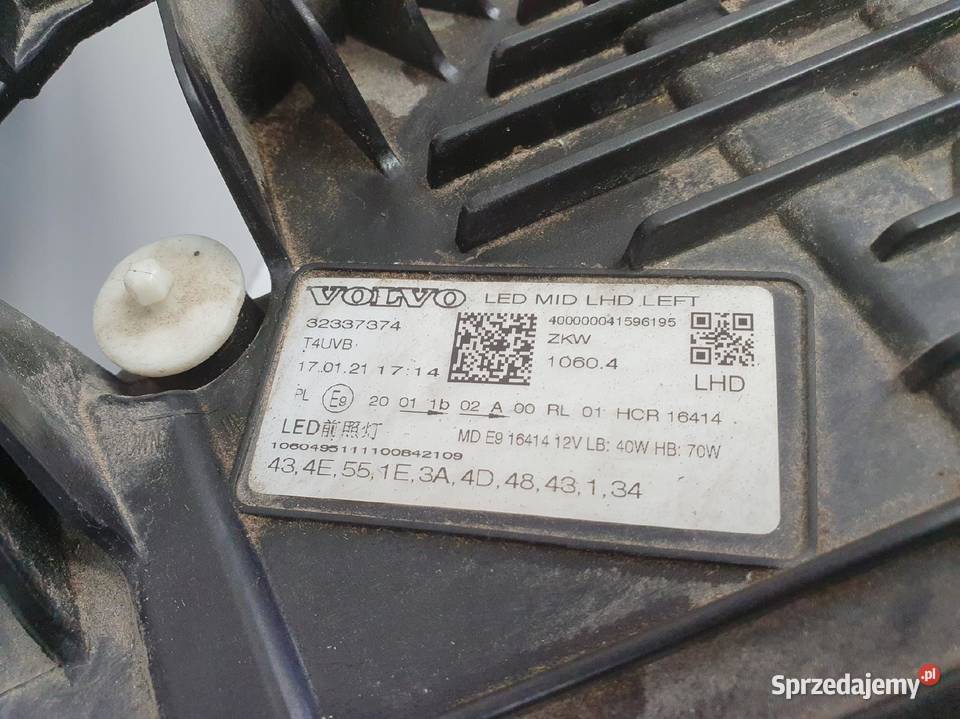 VOLVO LED MID LHD LEFT
32337374
T4UVB
17.01.21 17:14
400000041596195
ZKW
1060.4
LHD
PL E9 20 01 1b 02 A 00 RL 01 HCR 16414
LED前照灯
MD E9 16414 12V LB: 40W HB: 70W
1060495111100842109
43,4E,55,1E,3A,4D,48,43,1,34
Sprzedajemy.pl